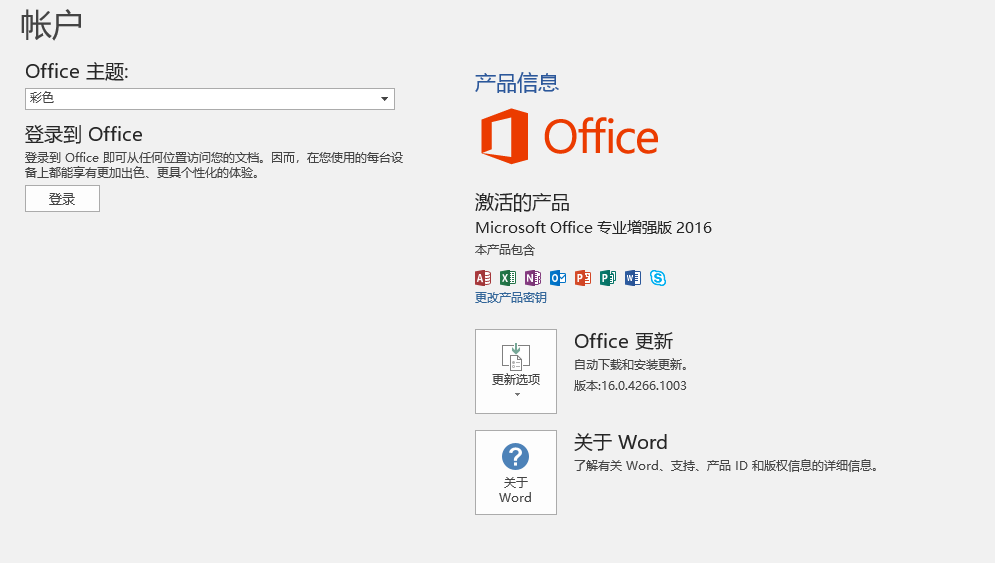 帐户
Office 主题:
彩色
登录到 Office
登录到 Office 即可从任何位置访问您的文档。因而，在您使用的每台设
备上都能享有更加出色、更具个性化的体验。
登录
产品信息
Office
激活的产品
Microsoft Office 专业增强版 2016
本产品包含
A X N O P P W S
更改产品密钥
更新选项
Office 更新
自动下载和安装更新。
版本:16.0.4266.1003
?
关于
Word
关于 Word
了解有关 Word、支持、产品 ID 和版权信息的详细信息。